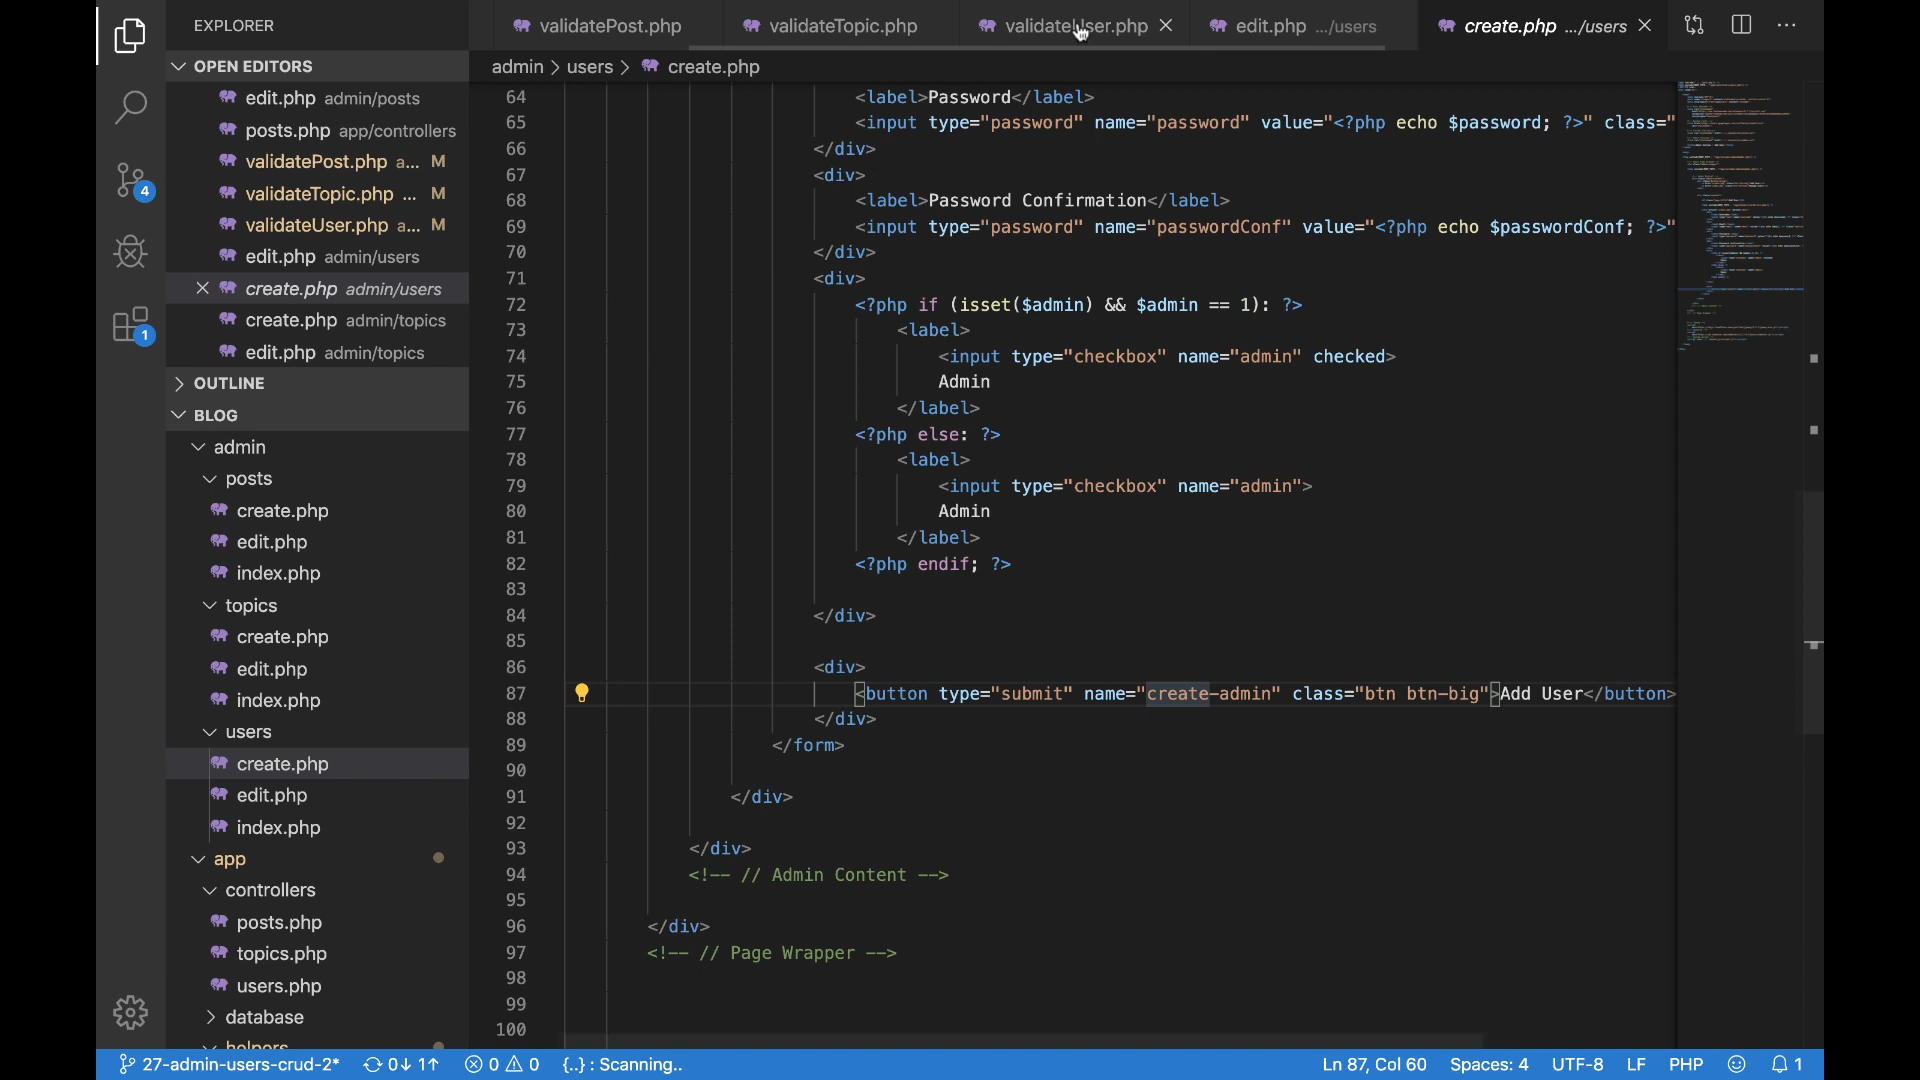 EXPLORER
validatePost.php
validateTopic.php
validateUser.php
edit.php .../users
create.php .../users
OPEN EDITORS
admin > users > create.php
edit.php admin/posts
posts.php app/controllers
validatePost.php a... M
validateTopic.php ... M
validateUser.php a... M
edit.php admin/users
create.php admin/users
create.php admin/topics
edit.php admin/topics
OUTLINE
BLOG
admin
posts
create.php
edit.php
index.php
topics
create.php
edit.php
index.php
users
create.php
edit.php
index.php
app
controllers
posts.php
topics.php
users.php
database
helpers
4
1
64 <label>Password</label>
65 <input type="password" name="password" value="<?php echo $password; ?>" class="
66 </div>
67 <div>
68 <label>Password Confirmation</label>
69 <input type="password" name="passwordConf" value="<?php echo $passwordConf; ?>"
70 </div>
71 <div>
72 <?php if (isset($admin) && $admin == 1): ?>
73 <label>
74 <input type="checkbox" name="admin" checked>
75 Admin
76 </label>
77 <?php else: ?>
78 <label>
79 <input type="checkbox" name="admin">
80 Admin
81 </label>
82 <?php endif; ?>
83
84 </div>
85
86 <div>
87 <button type="submit" name="create-admin" class="btn btn-big">Add User</button>
88 </div>
89 </form>
90
91 </div>
92
93 </div>
94 <!-- // Admin Content -->
95
96 </div>
97 <!-- // Page Wrapper -->
98
99
100
27-admin-users-crud-2* 0↓ 1↑ 0 0 {..} : Scanning.. Ln 87, Col 60 Spaces: 4 UTF-8 LF PHP 1